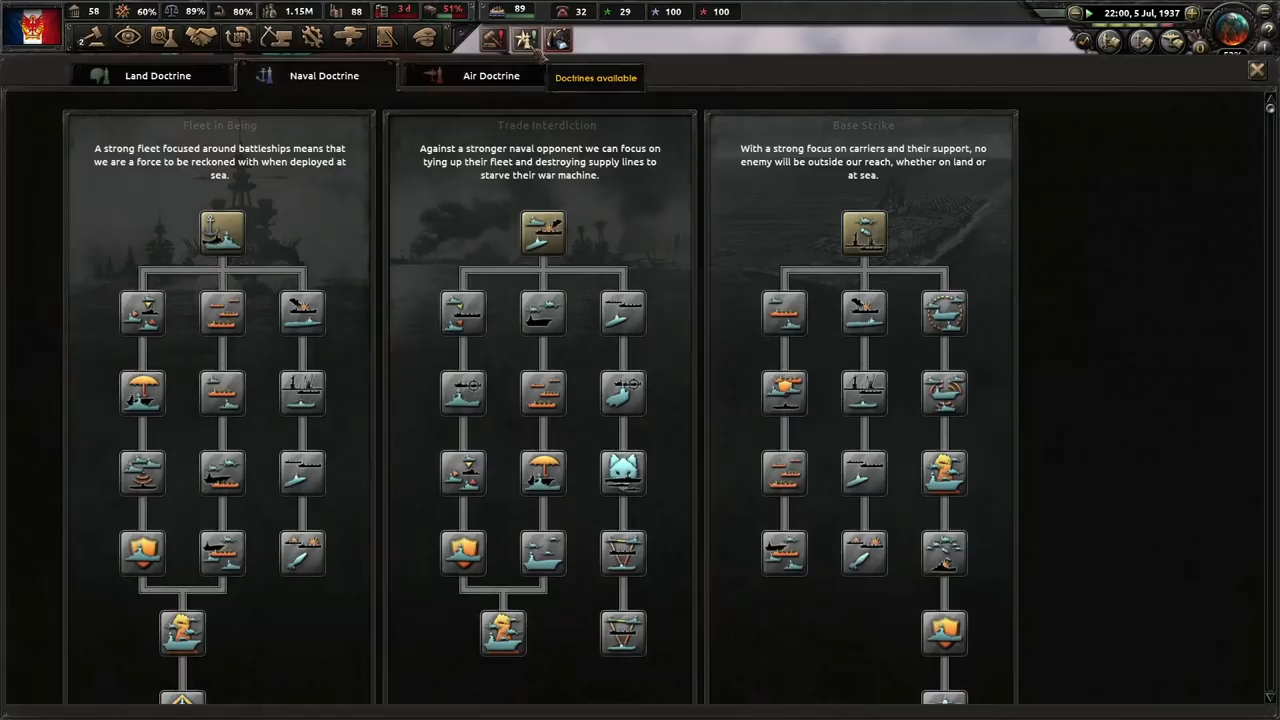 58 60% 89% 80% 1.15M 88 3 d 51% 89 32 29 100 100 22:00, 5 Jul, 1937
2
0
Land Doctrine Naval Doctrine Air Doctrine
Doctrines available
Fleet in Being
A strong fleet focused around battleships means that
we are a force to be reckoned with when deployed at
sea.
Trade Interdiction
Against a stronger naval opponent we can focus on
tying up their fleet and destroying supply lines to
starve their war machine.
Base Strike
With a strong focus on carriers and their support, no
enemy will be outside our reach, whether on land or
at sea.